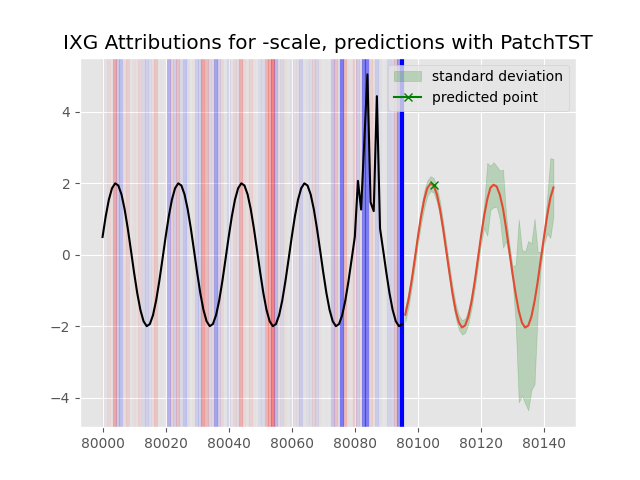 IXG Attributions for -scale, predictions with PatchTST
standard deviation
predicted point
4
2
0
−2
−4
80000 80020 80040 80060 80080 80100 80120 80140